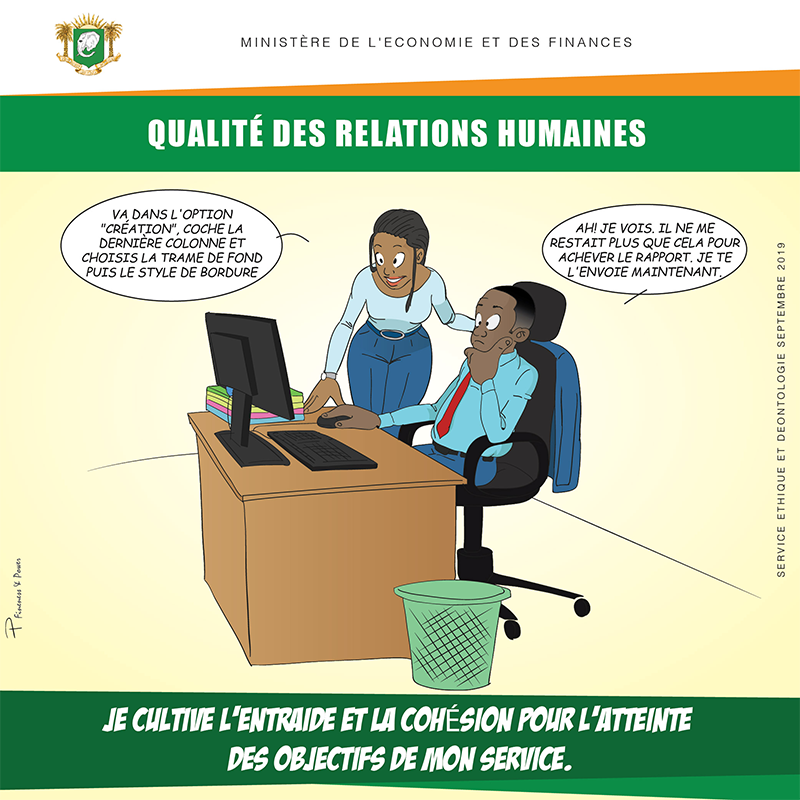 MINISTÈRE DE L'ECONOMIE ET DES FINANCES
QUALITÉ DES RELATIONS HUMAINES
VA DANS L'OPTION
"CRÉATION", COCHE LA
DERNIÈRE COLONNE ET
CHOISIS LA TRAME DE FOND
PUIS LE STYLE DE BORDURE
AH! JE VOIS. IL NE ME
RESTAIT PLUS QUE CELA POUR
ACHEVER LE RAPPORT. JE TE
L'ENVOIE MAINTENANT.
SERVICE ETHIQUE ET DEONTOLOGIE SEPTEMBRE 2019
Finesse & Power
JE CULTIVE L'ENTRAIDE ET LA COHÉSION POUR L'ATTEINTE
DES OBJECTIFS DE MON SERVICE.